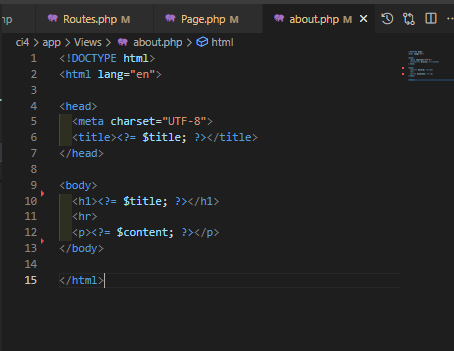 hp Routes.php M Page.php M about.php M
ci4 > app > Views > about.php > html
1 <!DOCTYPE html>
2 <html lang="en">
3
4 <head>
5 <meta charset="UTF-8">
6 <title><?= $title; ?></title>
7 </head>
8
9 <body>
10 <h1><?= $title; ?></h1>
11 <hr>
12 <p><?= $content; ?></p>
13 </body>
14
15 </html>